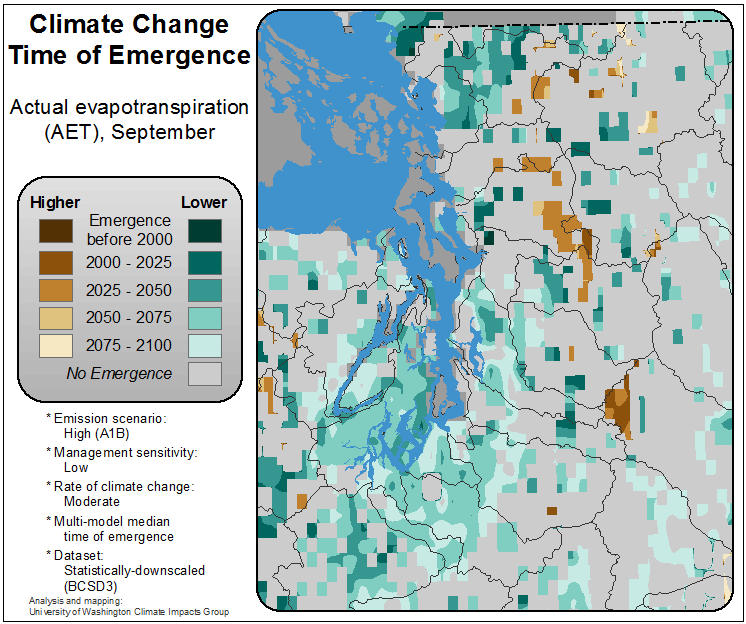 Climate Change
Time of Emergence
Actual evapotranspiration
(AET), September
Higher Lower
Emergence
before 2000
2000 - 2025
2025 - 2050
2050 - 2075
2075 - 2100
No Emergence
* Emission scenario:
High (A1B)
* Management sensitivity:
Low
* Rate of climate change:
Moderate
* Multi-model median
time of emergence
* Dataset:
Statistically-downscaled
(BCSD3)
Analysis and mapping:
University of Washington Climate Impacts Group